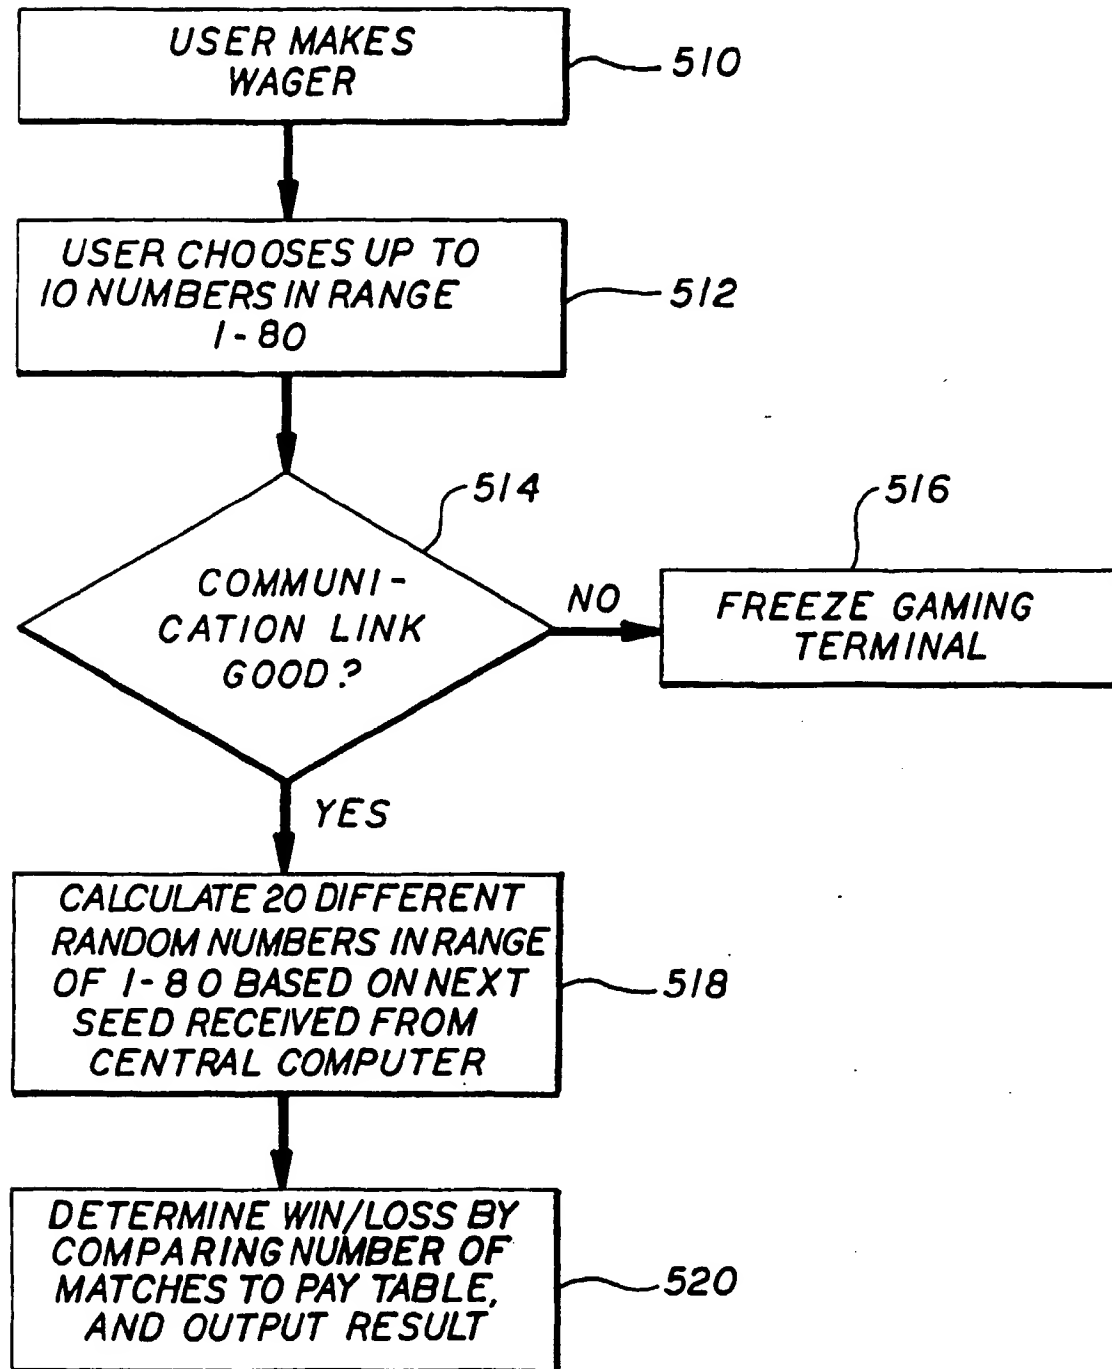 USER MAKES
WAGER
510
USER CHOOSES UP TO
10 NUMBERS IN RANGE
1-80
512
514
COMMUNI-
CATION LINK
GOOD?
NO
516
FREEZE GAMING
TERMINAL
YES
CALCULATE 20 DIFFERENT
RANDOM NUMBERS IN RANGE
OF 1-80 BASED ON NEXT
SEED RECEIVED FROM
CENTRAL COMPUTER
518
DETERMINE WIN/LOSS BY
COMPARING NUMBER OF
MATCHES TO PAY TABLE,
AND OUTPUT RESULT
520